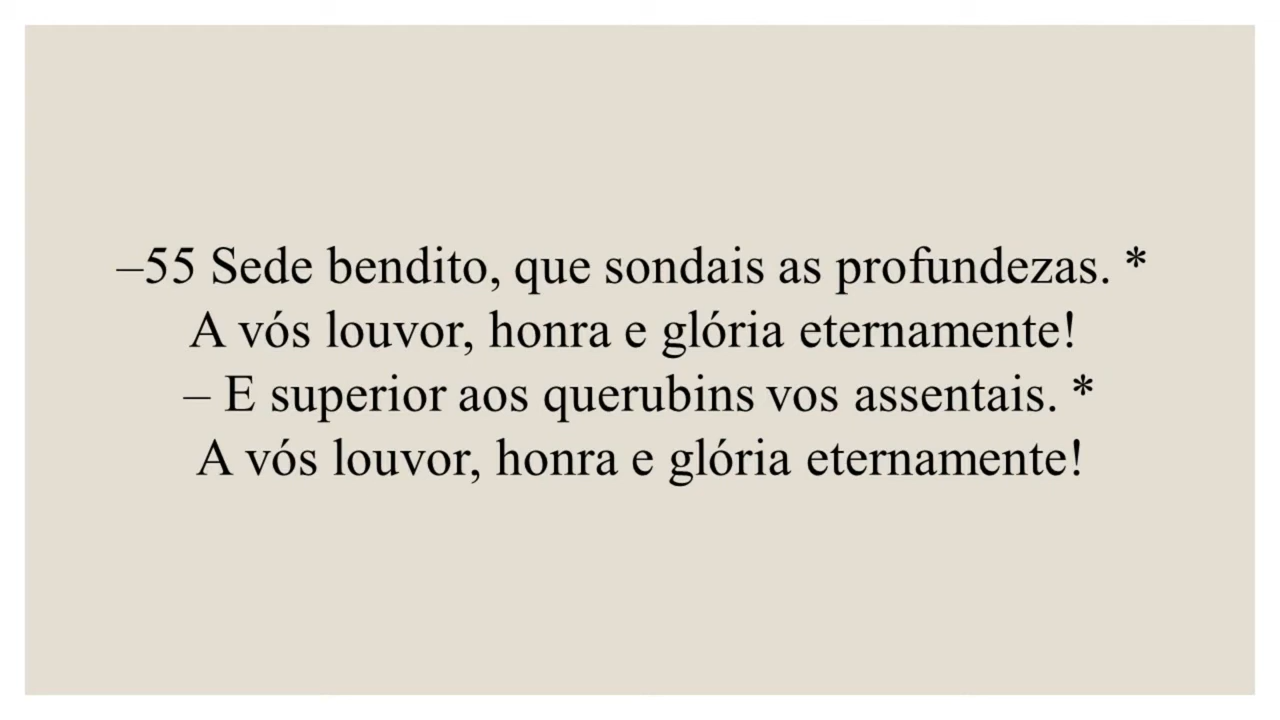 –55 Sede bendito, que sondais as profundezas. *
A vós louvor, honra e glória eternamente!
– E superior aos querubins vos assentais. *
A vós louvor, honra e glória eternamente!